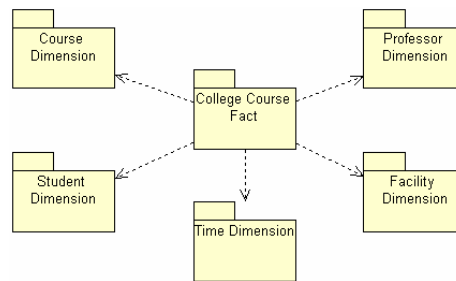 Course
Dimension
Professor
Dimension
College Course
Fact
Student
Dimension
Facility
Dimension
Time Dimension